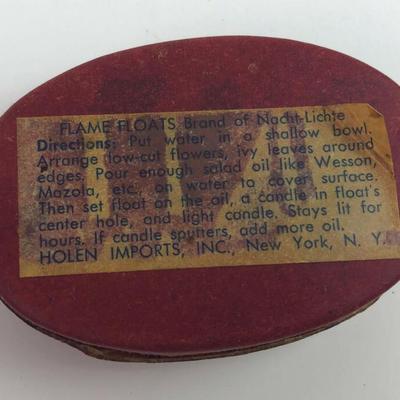 FLAME FLOATS Brand of Nacht-Lichte
Directions: Put water in a shallow bowl.
Arrange low-cut flowers, ivy leaves around
edges. Pour enough salad oil like Wesson,
Mazola, etc., on water to cover surface.
Then set float on the oil, a candle in float's
center hole, and light candle. Stays lit for
hours. If candle sputters, add more oil.
HOLEN IMPORTS, INC., New York, N. Y.